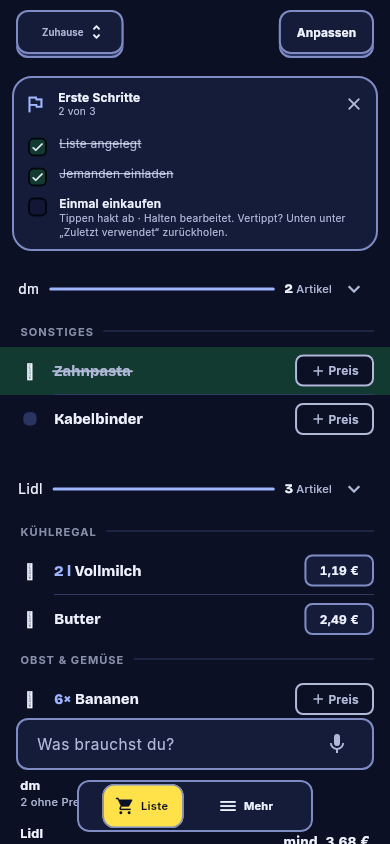 Zuhause
Anpassen
Erste Schritte
2 von 3
Liste angelegt
Jemanden einladen
Einmal einkaufen
Tippen hakt ab · Halten bearbeitet. Vertippt? Unten unter
„Zuletzt verwendet“ zurückholen.
dm 2 Artikel
SONSTIGES
Zahnpasta + Preis
Kabelbinder + Preis
Lidl 3 Artikel
KÜHLREGAL
2 l Vollmilch 1,19 €
Butter 2,49 €
OBST & GEMÜSE
6× Bananen + Preis
Was brauchst du?
dm
2 ohne Pre
Liste
Mehr
Lidl
mind. 3,68 €